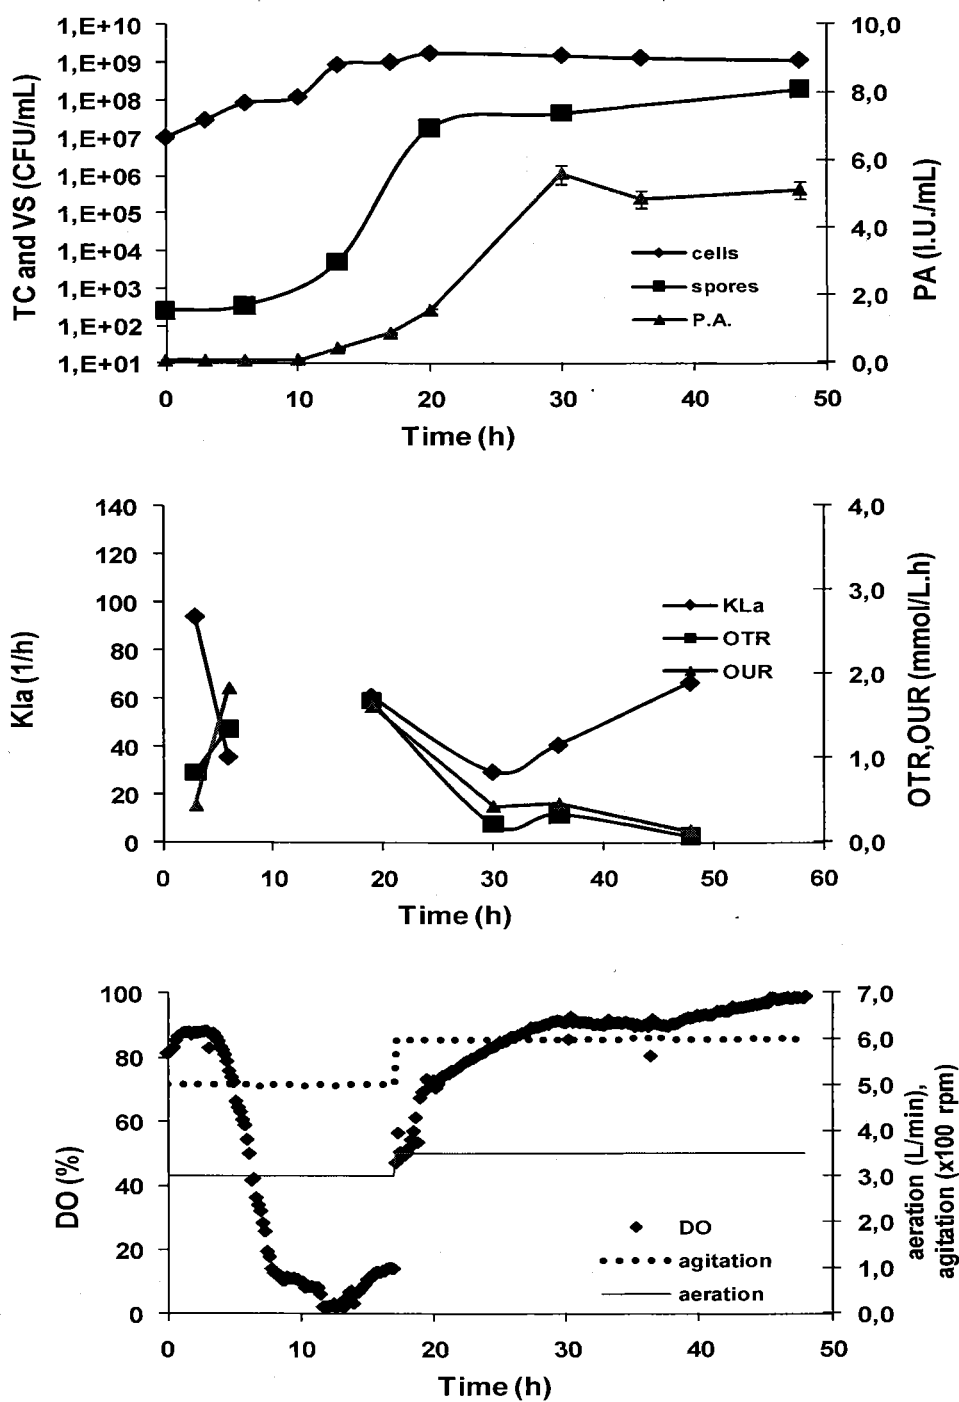 1,E+10
1,E+09
1,E+08
1,E+07
1,E+06
1,E+05
1,E+04
1,E+03
1,E+02
1,E+01
TC and VS (CFU/mL)
10,0
8,0
6,0
4,0
2,0
0,0
PA (I.U./mL)
cells
spores
P.A.
0 10 20 30 40 50
Time (h)
140
120
100
80
60
40
20
0
Kla (1/h)
4,0
3,0
2,0
1,0
0,0
OTR,OUR (mmol/L.h)
KLa
OTR
OUR
0 10 20 30 40 50 60
Time (h)
100
80
60
40
20
0
DO (%)
7,0
6,0
5,0
4,0
3,0
2,0
1,0
0,0
aeration (L/min),
agitation (x100 rpm)
DO
agitation
aeration
0 10 20 30 40 50
Time (h)